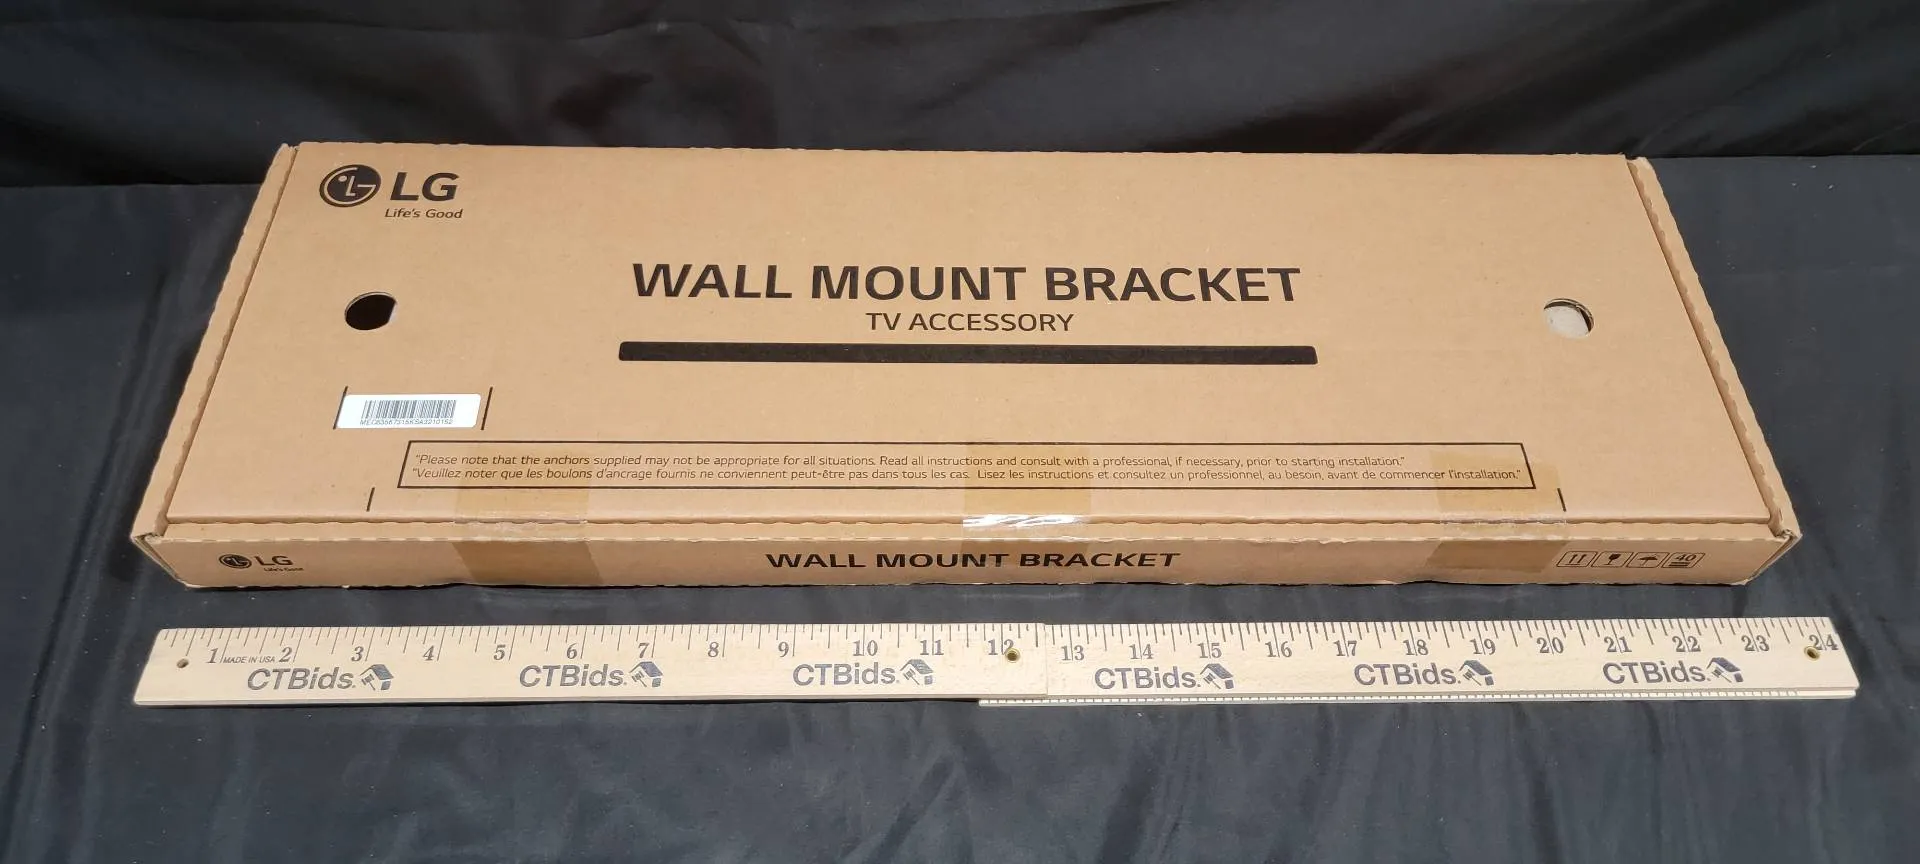 LG
Life's Good
WALL MOUNT BRACKET
TV ACCESSORY
"Please note that the anchors supplied may not be appropriate for all situations. Read all instructions and consult with a professional, if necessary, prior to starting installation."
"Veuillez noter que les boulons d'ancrage fournis ne conviennent peut-être pas dans tous les cas. Lisez les instructions et consultez un professionnel, au besoin, avant de commencer l'installation."
LG
Life's Good
WALL MOUNT BRACKET
40
1 MADE IN USA 2 3 4 5 6 7 8 9 10 11 12 13 14 15 16 17 18 19 20 21 22 23 24
CTBids. CTBids. CTBids. CTBids. CTBids. CTBids.